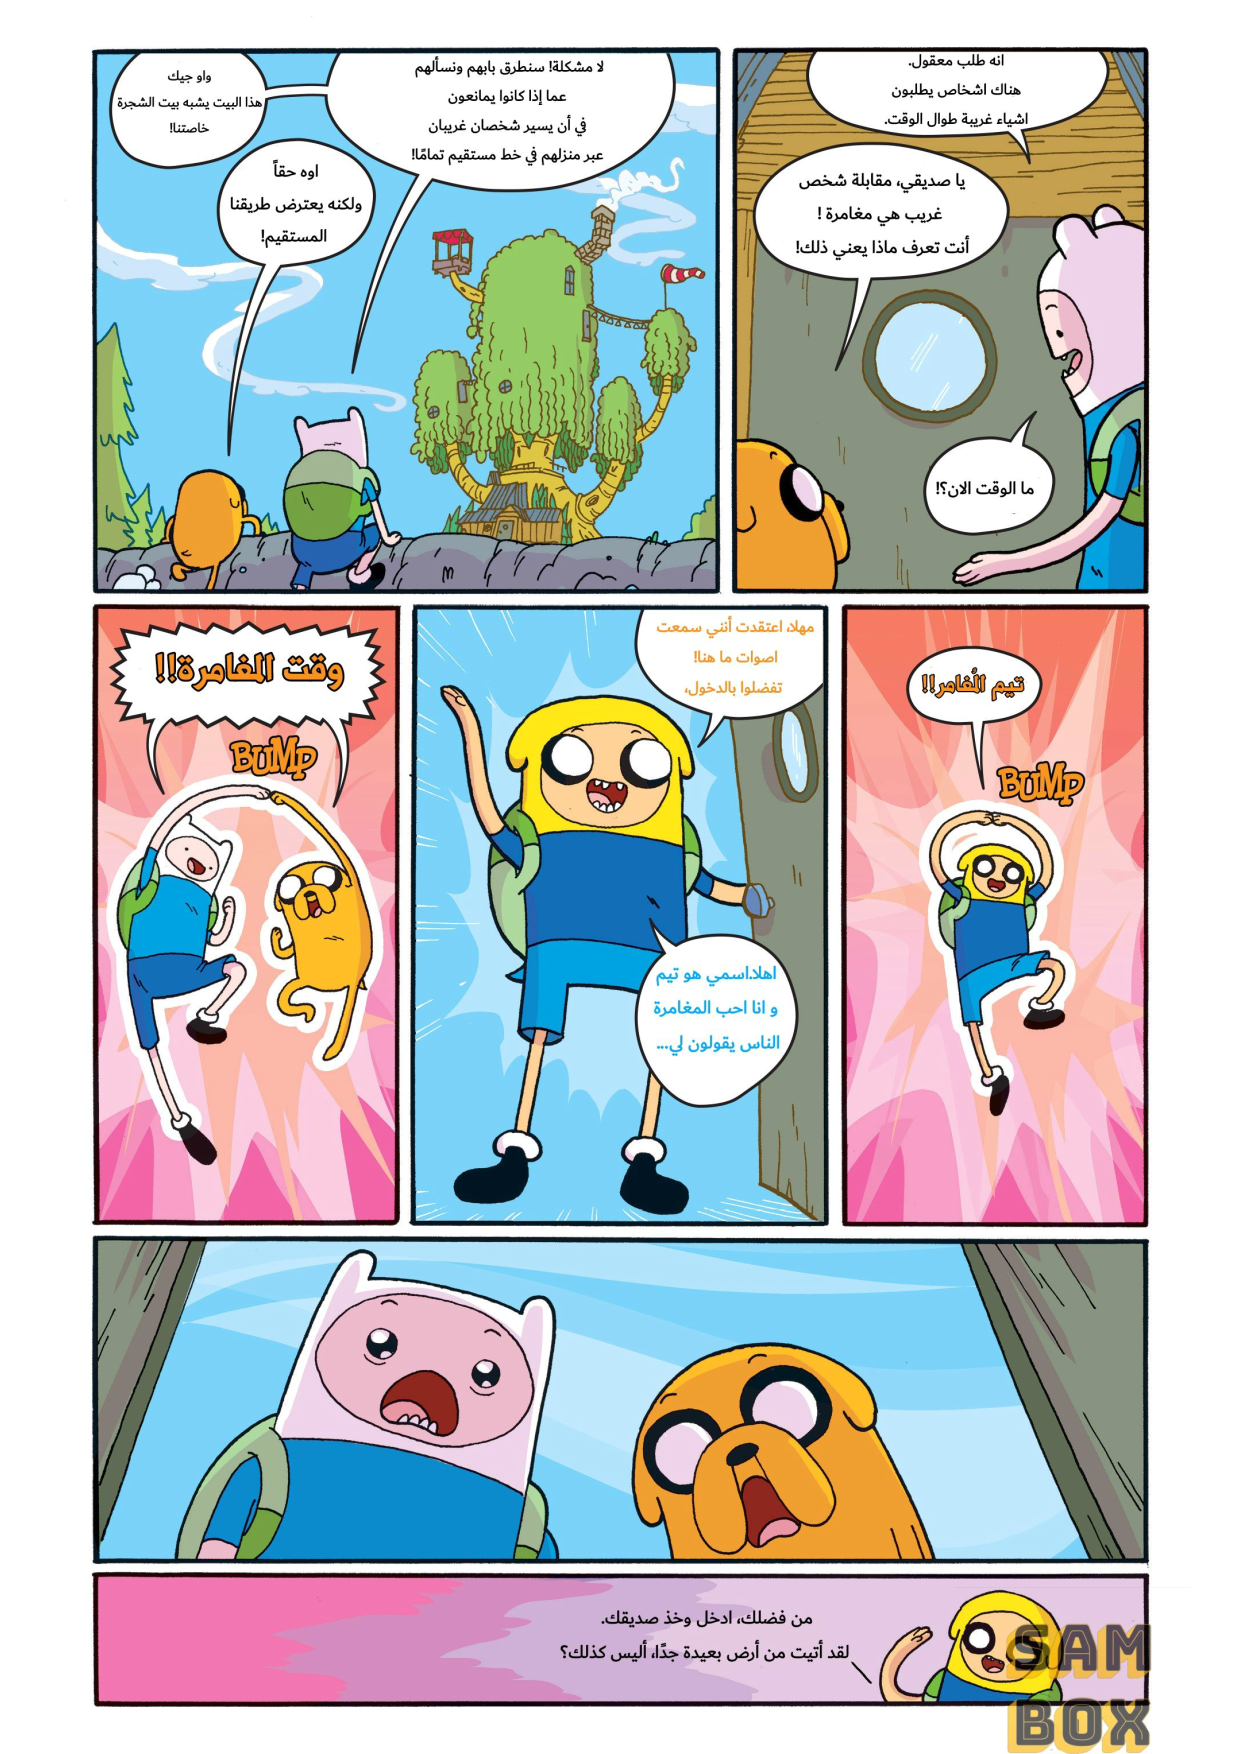 واو جيك
هذا البيت يشبه بيت الشجرة
خاصتنا!
اوه حقاً
ولكنه يعترض طريقنا
المستقيم!
لا مشكلة! سنطرق بابهم ونسألهم
عما إذا كانوا يمانعون
في أن يسير شخصان غريبان
عبر منزلهم في خط مستقيم تمامًا!
انه طلب معقول.
هناك اشخاص يطلبون
اشياء غريبة طوال الوقت.
يا صديقي، مقابلة شخص
غريب هي مغامرة !
أنت تعرف ماذا يعني ذلك!
ما الوقت الان؟!
وقت المغامرة!!
BUMP
مهلا، اعتقدت أنني سمعت
اصوات ما هنا!
تفضلوا بالدخول،
اهلا.اسمي هو تيم
و انا احب المغامرة
الناس يقولون لي...
تيم المُغامر!!
BUMP
من فضلك، ادخل وخذ صديقك.
لقد أتيت من أرض بعيدة جدًا، أليس كذلك؟
SAM
BOX